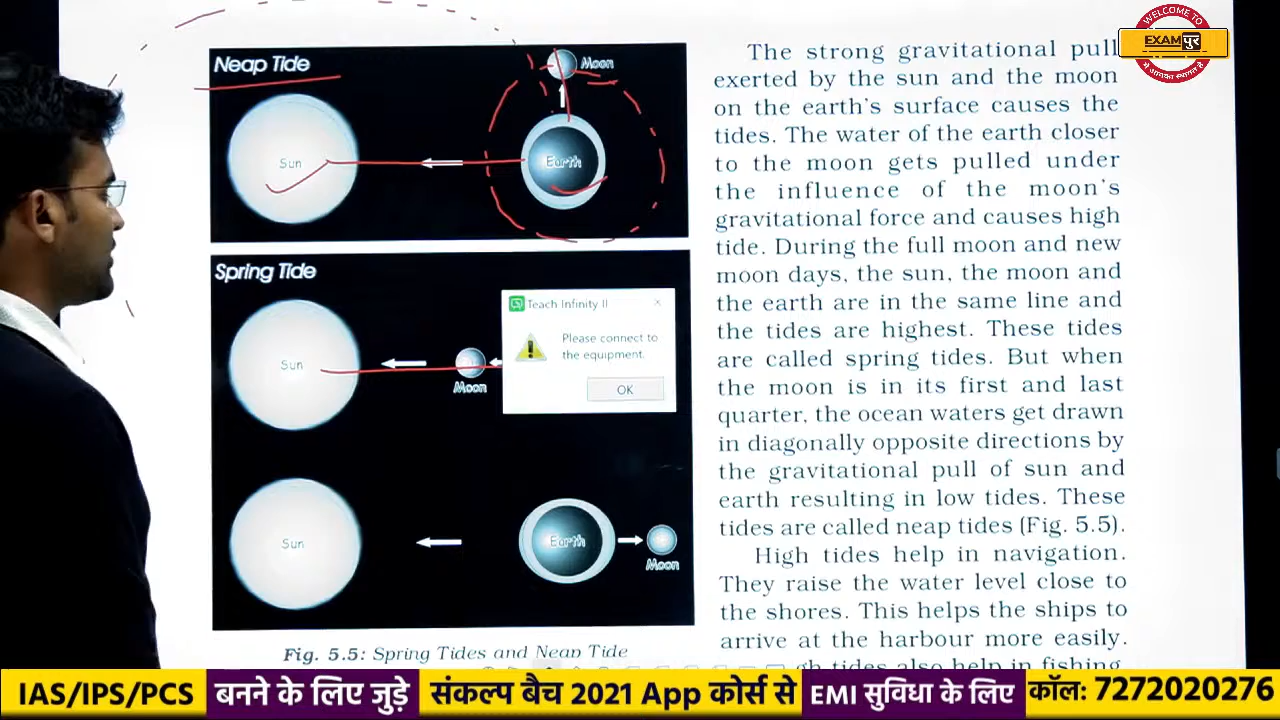 WELCOME TO
EXAM पुर
Neap Tide
Moon
Sun
Earth
Spring Tide
Sun
Moon
Teach Infinity II
Please connect to
the equipment.
OK
Sun
Earth
Moon
Fig. 5.5: Spring Tides and Neap Tide
The strong gravitational pull
exerted by the sun and the moon
on the earth's surface causes the
tides. The water of the earth closer
to the moon gets pulled under
the influence of the moon's
gravitational force and causes high
tide. During the full moon and new
moon days, the sun, the moon and
the earth are in the same line and
the tides are highest. These tides
are called spring tides. But when
the moon is in its first and last
quarter, the ocean waters get drawn
in diagonally opposite directions by
the gravitational pull of sun and
earth resulting in low tides. These
tides are called neap tides (Fig. 5.5).
High tides help in navigation.
They raise the water level close to
the shores. This helps the ships to
arrive at the harbour more easily.
gh tides also help in fishing.
IAS/IPS/PCS बनने के लिए जुड़े संकल्प बैच 2021 App कोर्स से EMI सुविधा के लिए कॉल: 7272020276